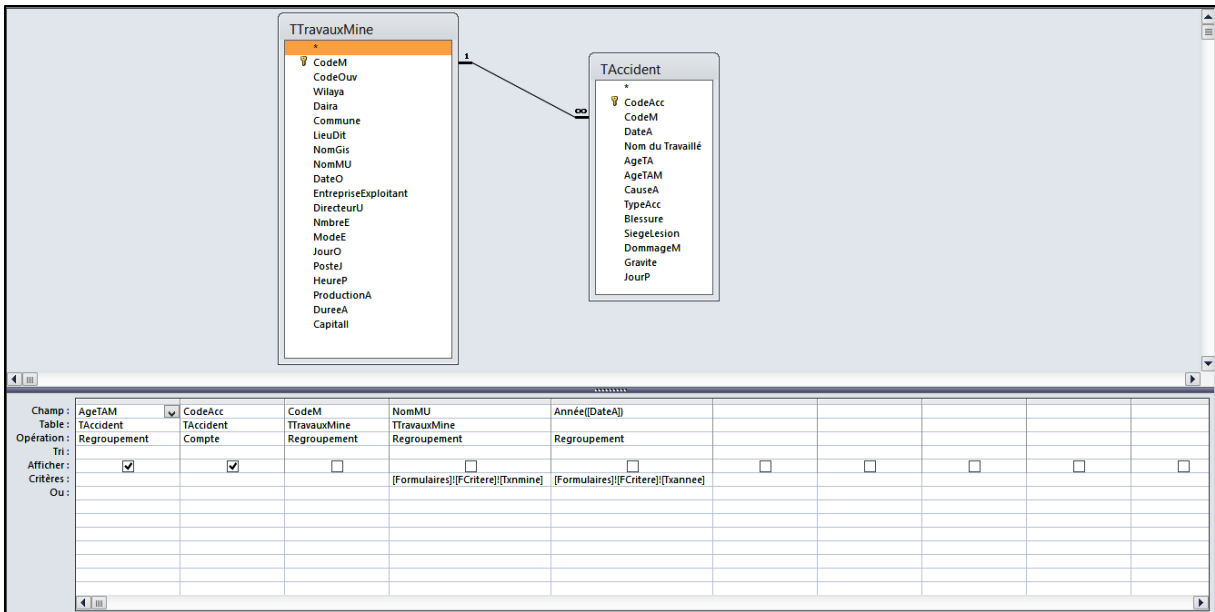 TTravauxMine
*
CodeM
CodeOuv
Wilaya
Daira
Commune
LieuDit
NomGis
NomMU
DateO
EntrepriseExploitant
DirecteurU
NmbreE
ModeE
JourO
PosteJ
HeureP
ProductionA
DureeA
CapitalI
1
∞
TAccident
*
CodeAcc
CodeM
DateA
Nom du Travaillé
AgeTA
AgeTAM
CauseA
TypeAcc
Blessure
SiegeLesion
DommageM
Gravite
JourP
Champ : AgeTAM CodeAcc CodeM NomMU Année([DateA])
Table : TAccident TAccident TTravauxMine TTravauxMine
Opération : Regroupement Compte Regroupement Regroupement Regroupement
Tri :
Afficher :
Critères : [Formulaires]![FCritere]![Txnmine] [Formulaires]![FCritere]![Txannee]
Ou :